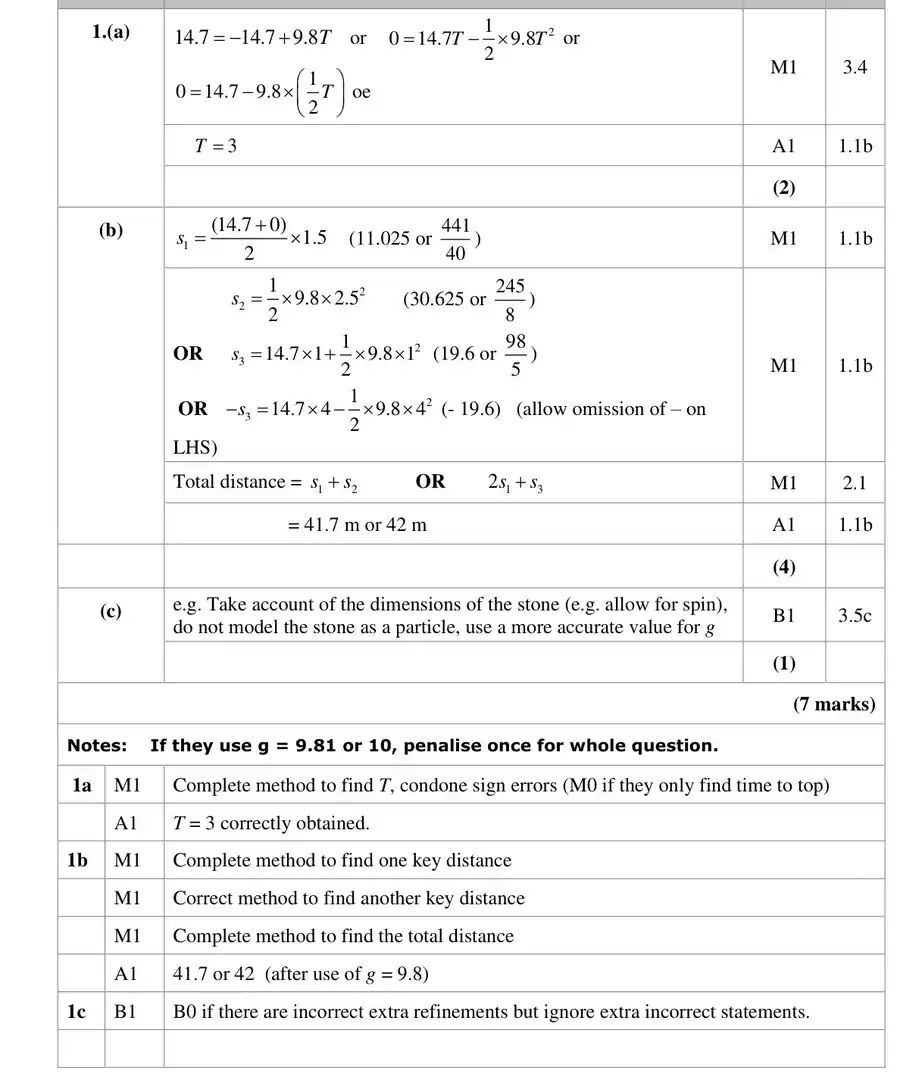 1.(a) 14.7 = −14.7 + 9.8T or 0 = 14.7T − 1/2 × 9.8T² or
0 = 14.7 − 9.8 × (1/2 T) oe M1 3.4
T = 3 A1 1.1b
(2)
(b) s₁ = (14.7 + 0)/2 × 1.5 (11.025 or 441/40) M1 1.1b
s₂ = 1/2 × 9.8 × 2.5² (30.625 or 245/8)
OR s₃ = 14.7 × 1 + 1/2 × 9.8 × 1² (19.6 or 98/5) M1 1.1b
OR −s₃ = 14.7 × 4 − 1/2 × 9.8 × 4² (- 19.6) (allow omission of – on
LHS)
Total distance = s₁ + s₂ OR 2s₁ + s₃ M1 2.1
= 41.7 m or 42 m A1 1.1b
(4)
(c) e.g. Take account of the dimensions of the stone (e.g. allow for spin),
do not model the stone as a particle, use a more accurate value for g B1 3.5c
(1)
(7 marks)
Notes: If they use g = 9.81 or 10, penalise once for whole question.
1a M1 Complete method to find T, condone sign errors (M0 if they only find time to top)
A1 T = 3 correctly obtained.
1b M1 Complete method to find one key distance
M1 Correct method to find another key distance
M1 Complete method to find the total distance
A1 41.7 or 42 (after use of g = 9.8)
1c B1 B0 if there are incorrect extra refinements but ignore extra incorrect statements.